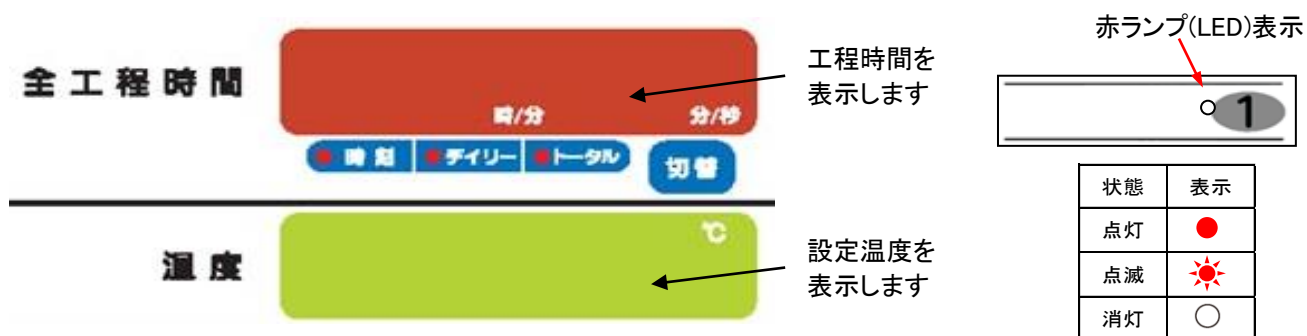 赤ランプ(LED)表示
全工程時間
時/分 分/秒
工程時間を
表示します
1
時刻 デイリー トータル 切替
温度
℃
設定温度を
表示します
状態 表示
点灯
点滅
消灯